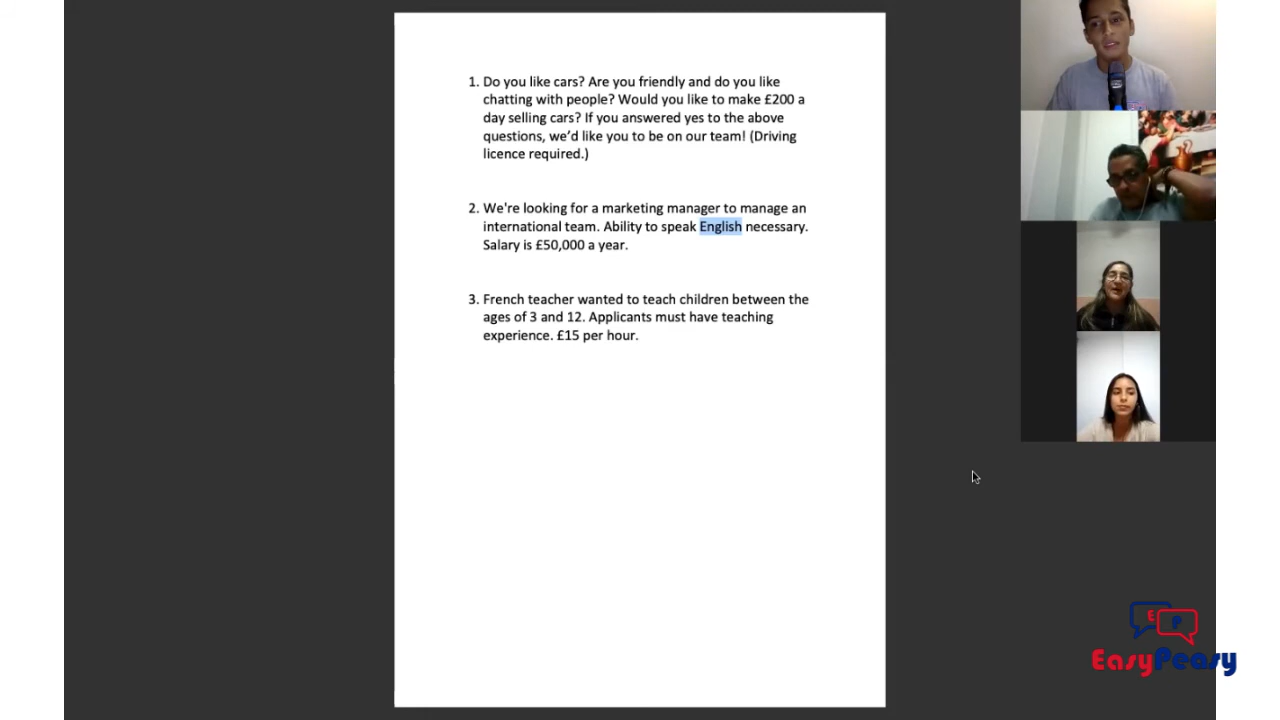 1. Do you like cars? Are you friendly and do you like
chatting with people? Would you like to make £200 a
day selling cars? If you answered yes to the above
questions, we’d like you to be on our team! (Driving
licence required.)
2. We're looking for a marketing manager to manage an
international team. Ability to speak English necessary.
Salary is £50,000 a year.
3. French teacher wanted to teach children between the
ages of 3 and 12. Applicants must have teaching
experience. £15 per hour.
E P
EasyPeasy